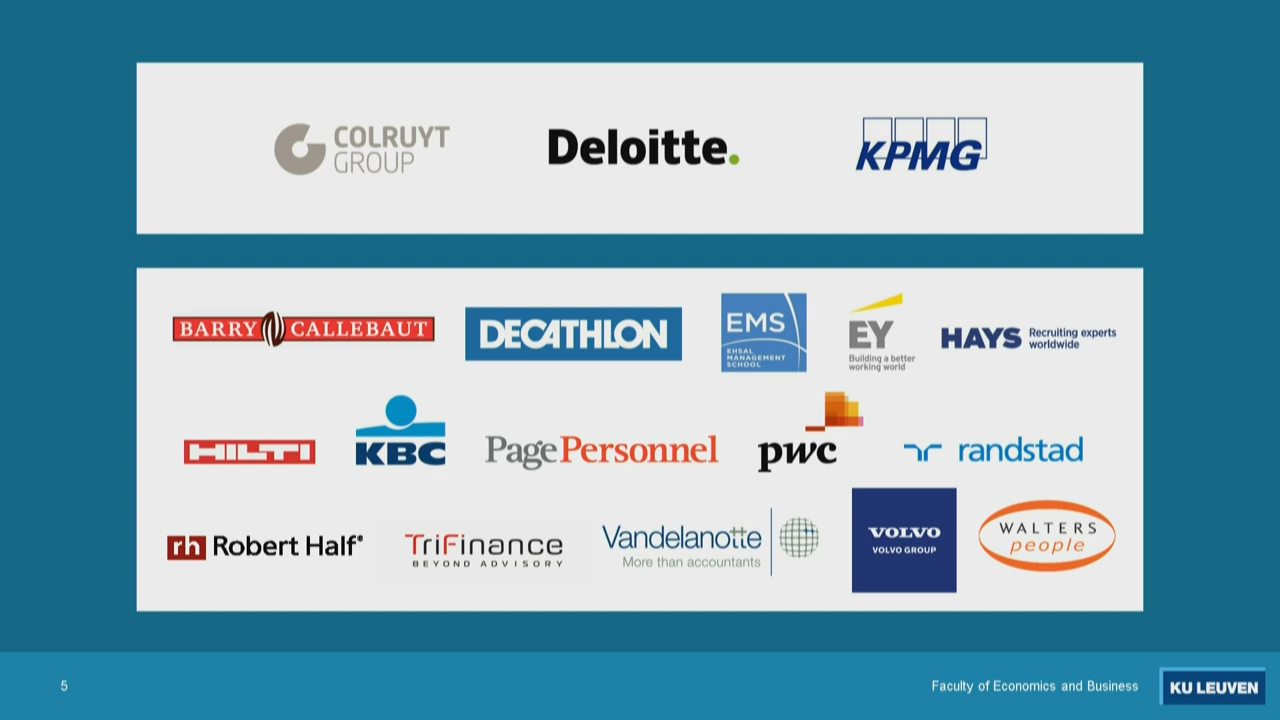 COLRUYT
GROUP
Deloitte.
KPMG
BARRY CALLEBAUT
DECATHLON
EMS
EHSAL
MANAGEMENT
SCHOOL
EY
Building a better
working world
HAYS Recruiting experts
worldwide
HILTI
KBC
PagePersonnel
pwc
randstad
rh Robert Half®
TriFinance
BEYOND ADVISORY
Vandelanotte
More than accountants
VOLVO
VOLVO GROUP
WALTERS
people
5
Faculty of Economics and Business
KU LEUVEN